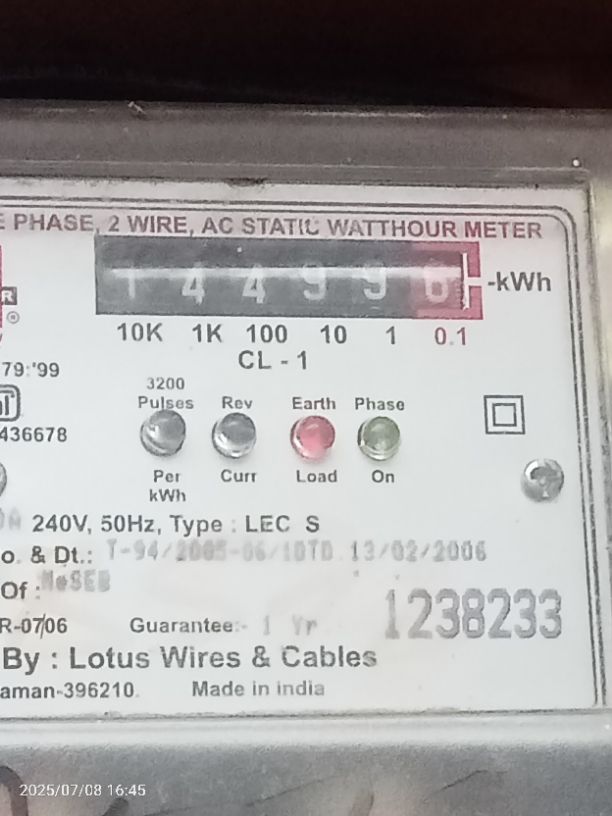 E PHASE, 2 WIRE, AC STATIC WATTHOUR METER
1 4 4 9 9 6 -kWh
10K 1K 100 10 1 0.1
CL - 1
79:'99
3200
Pulses Rev Earth Phase
436678
Per Curr Load On
kWh
240V, 50Hz, Type : LEC S
o. & Dt.: T-94/2005-06/10TD 13/02/2006
Of : MeSEB
1238233
R-07/06 Guarantee:- 1 Yr
By : Lotus Wires & Cables
aman-396210. Made in india
2025/07/08 16:45